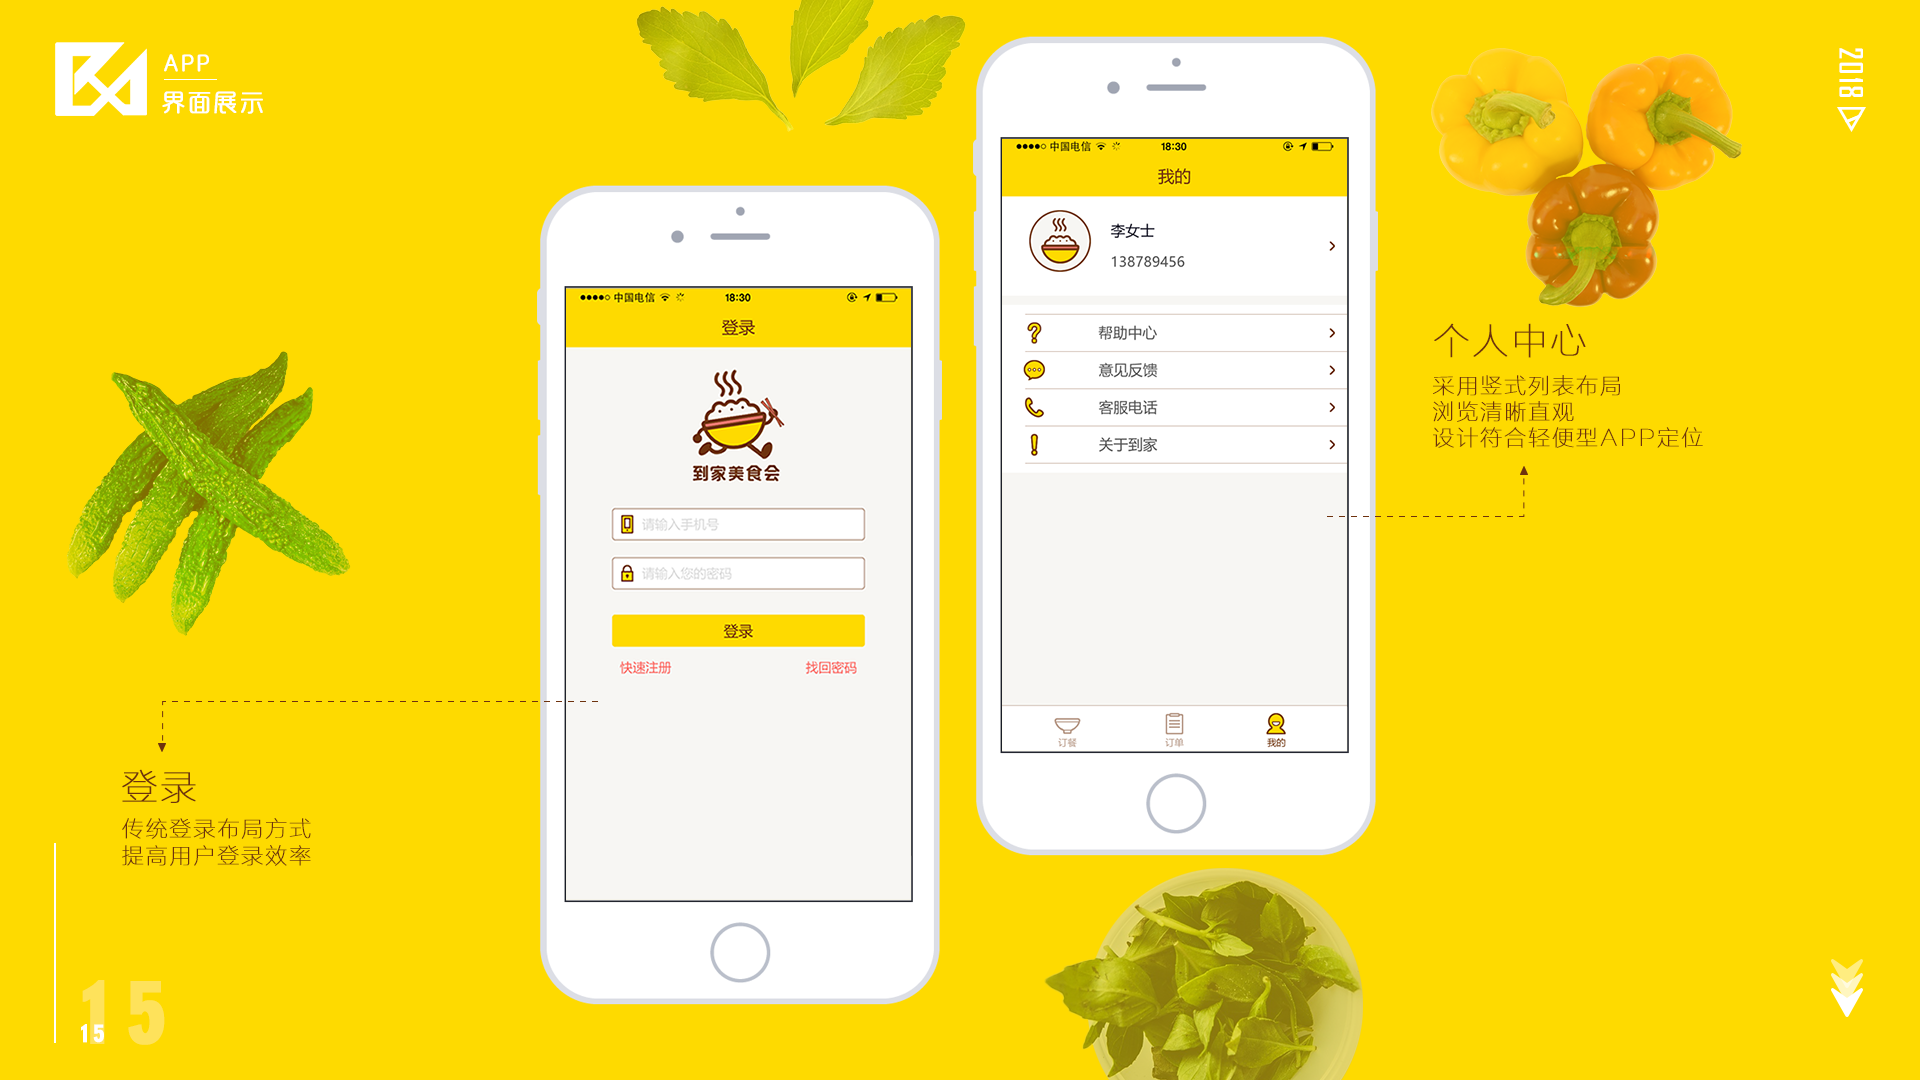 APP
界面展示
2018
中国电信
18:30
登录
到家美食会
请输入手机号
请输入您的密码
登录
快速注册
找回密码
登录
传统登录布局方式
提高用户登录效率
中国电信
18:30
我的
李女士
138789456
帮助中心
意见反馈
客服电话
关于到家
订餐
订单
我的
个人中心
采用竖式列表布局
浏览清晰直观
设计符合轻便型APP定位
15
15